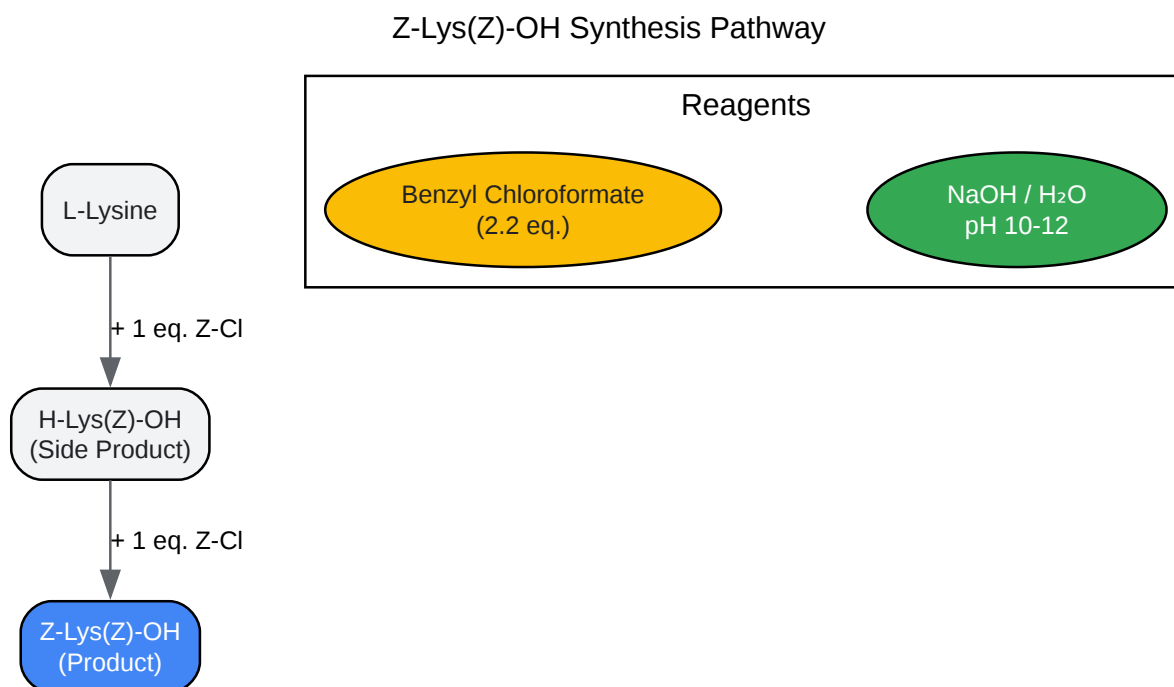 Z-Lys(Z)-OH Synthesis Pathway
Reagents
Benzyl Chloroformate
(2.2 eq.)
NaOH / H₂O
pH 10-12
L-Lysine
+ 1 eq. Z-Cl
H-Lys(Z)-OH
(Side Product)
+ 1 eq. Z-Cl
Z-Lys(Z)-OH
(Product)